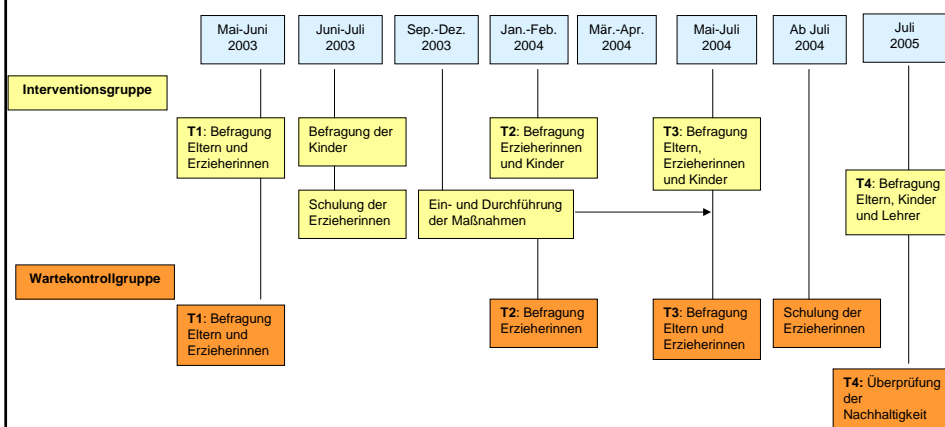 Mai-Juni
2003
Juni-Juli
2003
Sep.-Dez.
2003
Jan.-Feb.
2004
Mär.-Apr.
2004
Mai-Juli
2004
Ab Juli
2004
Juli
2005
Interventionsgruppe
T1: Befragung
Eltern und
Erzieherinnen
Befragung der
Kinder
T2: Befragung
Erzieherinnen
und Kinder
T3: Befragung
Eltern,
Erzieherinnen
und Kinder
T4: Befragung
Eltern, Kinder
und Lehrer
Schulung der
Erzieherinnen
Ein- und Durchführung
der Maßnahmen
Wartekontrollgruppe
T1: Befragung
Eltern und
Erzieherinnen
T2: Befragung
Erzieherinnen
T3: Befragung
Eltern und
Erzieherinnen
Schulung der
Erzieherinnen
T4: Überprüfung
der
Nachhaltigkeit